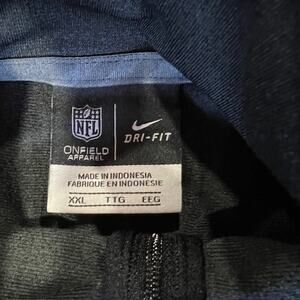 NFL
DRI-FIT
ONFIELD
APPAREL
MADE IN INDONESIA
FABRIQUE EN INDONESIE
XXL TTG EEG